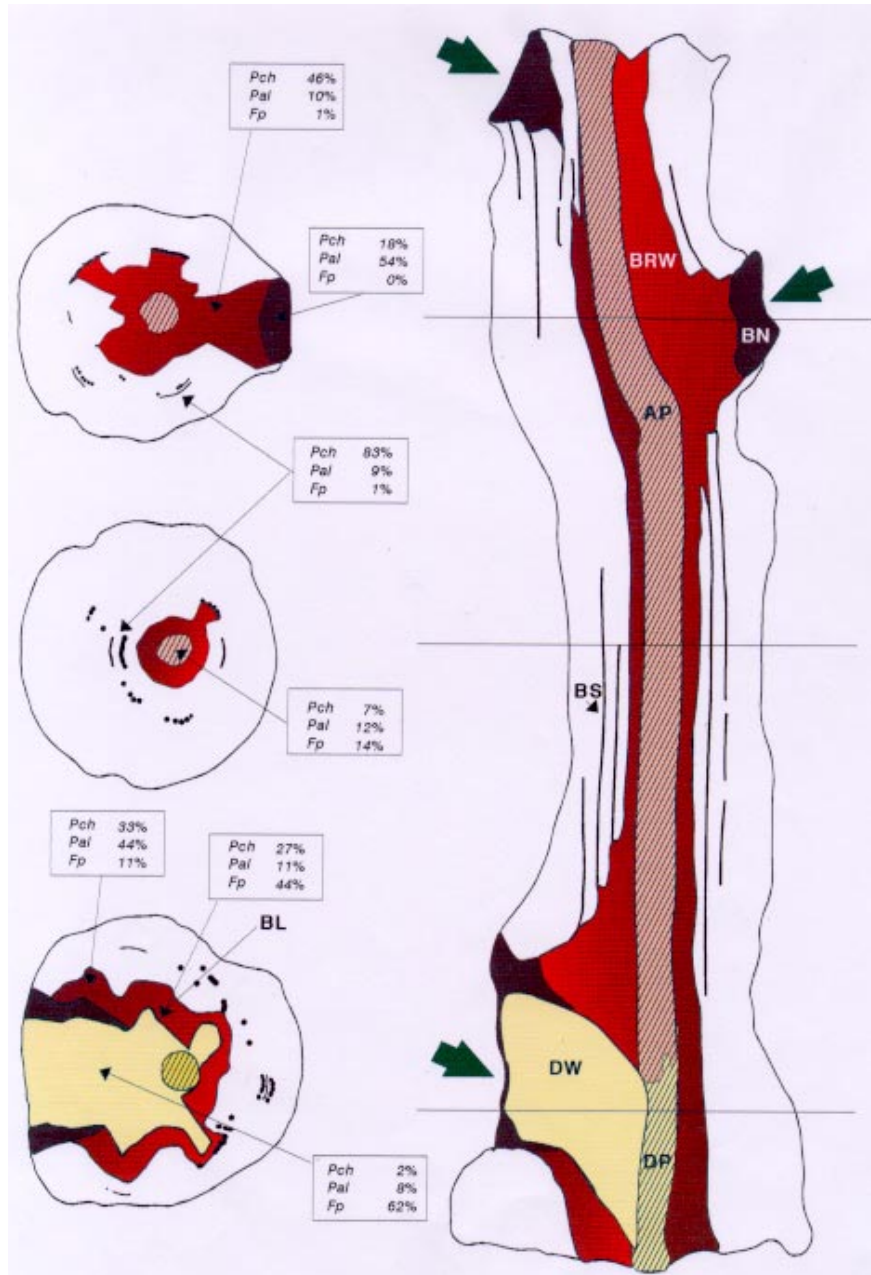 Pch 46%
Pal 10%
Fp 1%
Pch 18%
Pal 54%
Fp 0%
BRW
BN
AP
Pch 83%
Pal 9%
Fp 1%
BS
Pch 7%
Pal 12%
Fp 14%
Pch 33%
Pal 44%
Fp 11%
Pch 27%
Pal 11%
Fp 44%
BL
DW
DP
Pch 2%
Pal 8%
Fp 62%